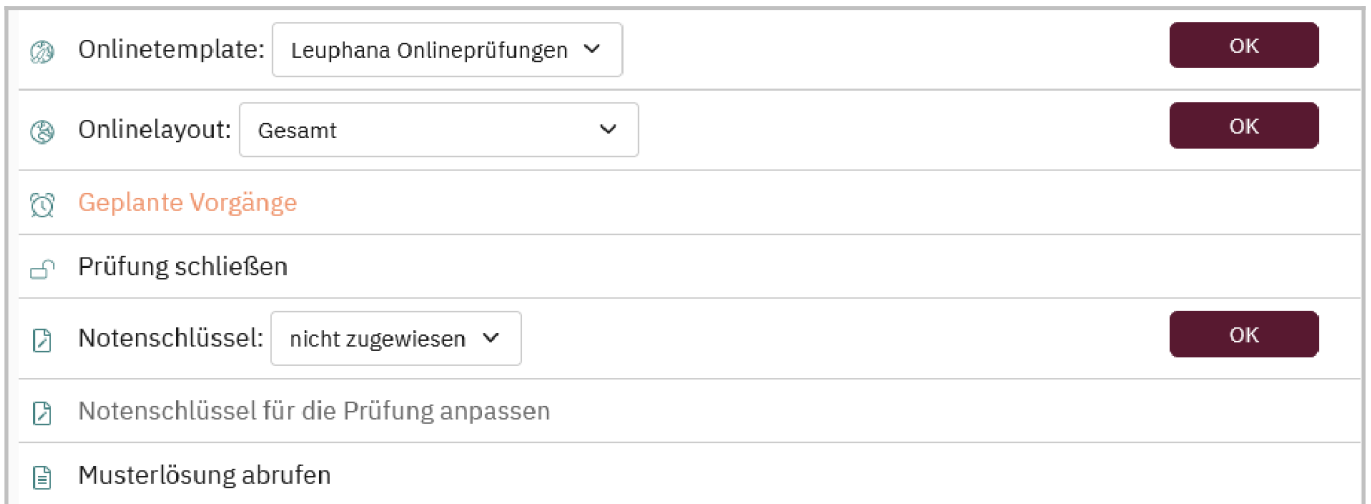 Onlinetemplate: Leuphana Onlineprüfungen OK
Onlinelayout: Gesamt OK
Geplante Vorgänge
Prüfung schließen
Notenschlüssel: nicht zugewiesen OK
Notenschlüssel für die Prüfung anpassen
Musterlösung abrufen